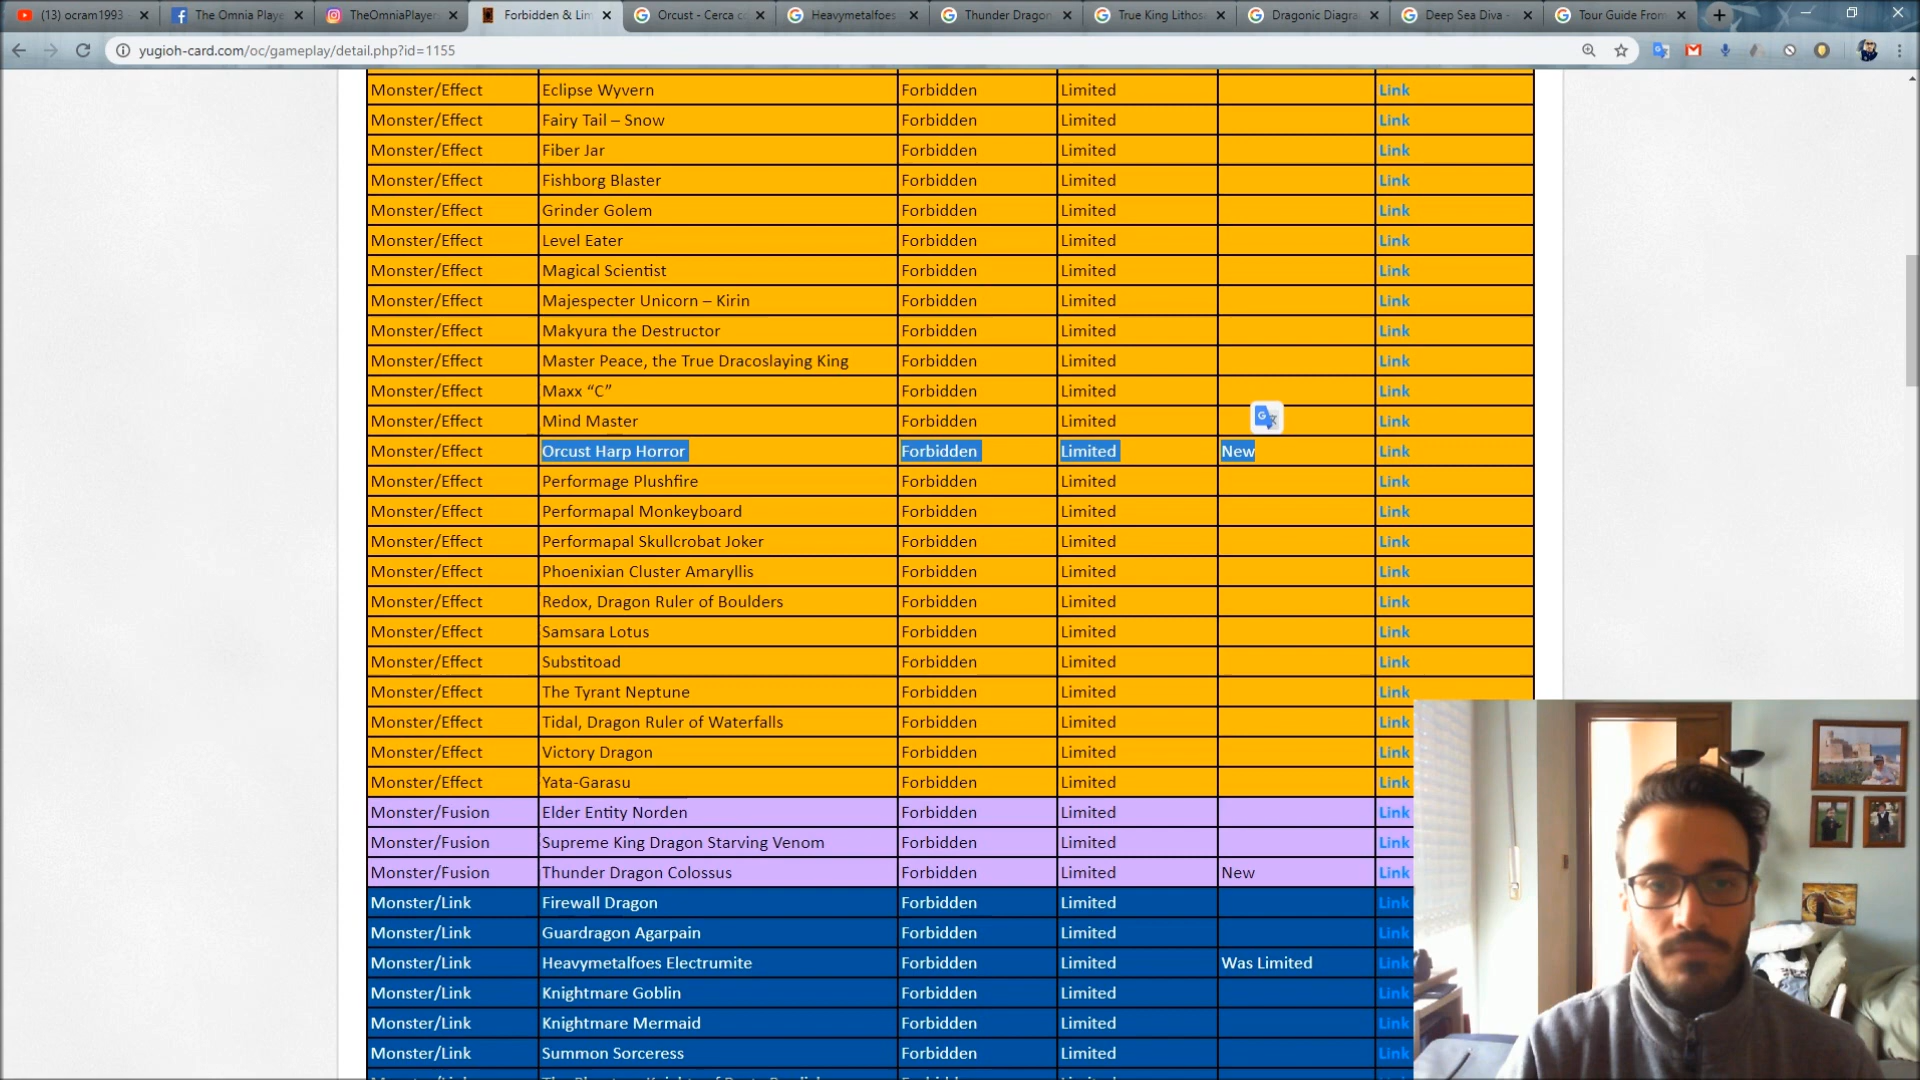 (13) ocram1993
The Omnia Playe
TheOmniaPlayer
Forbidden & Lim
Orcust - Cerca c
Heavymetalfoes
Thunder Dragon
True King Lithos
Dragonic Diagra
Deep Sea Diva -
Tour Guide From
yugioh-card.com/oc/gameplay/detail.php?id=1155
Monster/Effect Eclipse Wyvern Forbidden Limited Link
Monster/Effect Fairy Tail – Snow Forbidden Limited Link
Monster/Effect Fiber Jar Forbidden Limited Link
Monster/Effect Fishborg Blaster Forbidden Limited Link
Monster/Effect Grinder Golem Forbidden Limited Link
Monster/Effect Level Eater Forbidden Limited Link
Monster/Effect Magical Scientist Forbidden Limited Link
Monster/Effect Majespecter Unicorn – Kirin Forbidden Limited Link
Monster/Effect Makyura the Destructor Forbidden Limited Link
Monster/Effect Master Peace, the True Dracoslaying King Forbidden Limited Link
Monster/Effect Maxx “C” Forbidden Limited Link
Monster/Effect Mind Master Forbidden Limited Link
Monster/Effect Orcust Harp Horror Forbidden Limited New Link
Monster/Effect Performage Plushfire Forbidden Limited Link
Monster/Effect Performapal Monkeyboard Forbidden Limited Link
Monster/Effect Performapal Skullcrobat Joker Forbidden Limited Link
Monster/Effect Phoenixian Cluster Amaryllis Forbidden Limited Link
Monster/Effect Redox, Dragon Ruler of Boulders Forbidden Limited Link
Monster/Effect Samsara Lotus Forbidden Limited Link
Monster/Effect Substitoad Forbidden Limited Link
Monster/Effect The Tyrant Neptune Forbidden Limited Link
Monster/Effect Tidal, Dragon Ruler of Waterfalls Forbidden Limited Link
Monster/Effect Victory Dragon Forbidden Limited Link
Monster/Effect Yata-Garasu Forbidden Limited Link
Monster/Fusion Elder Entity Norden Forbidden Limited Link
Monster/Fusion Supreme King Dragon Starving Venom Forbidden Limited Link
Monster/Fusion Thunder Dragon Colossus Forbidden Limited New Link
Monster/Link Firewall Dragon Forbidden Limited Link
Monster/Link Guardragon Agarpain Forbidden Limited Link
Monster/Link Heavymetalfoes Electrumite Forbidden Limited Was Limited Link
Monster/Link Knightmare Goblin Forbidden Limited Link
Monster/Link Knightmare Mermaid Forbidden Limited Link
Monster/Link Summon Sorceress Forbidden Limited Link